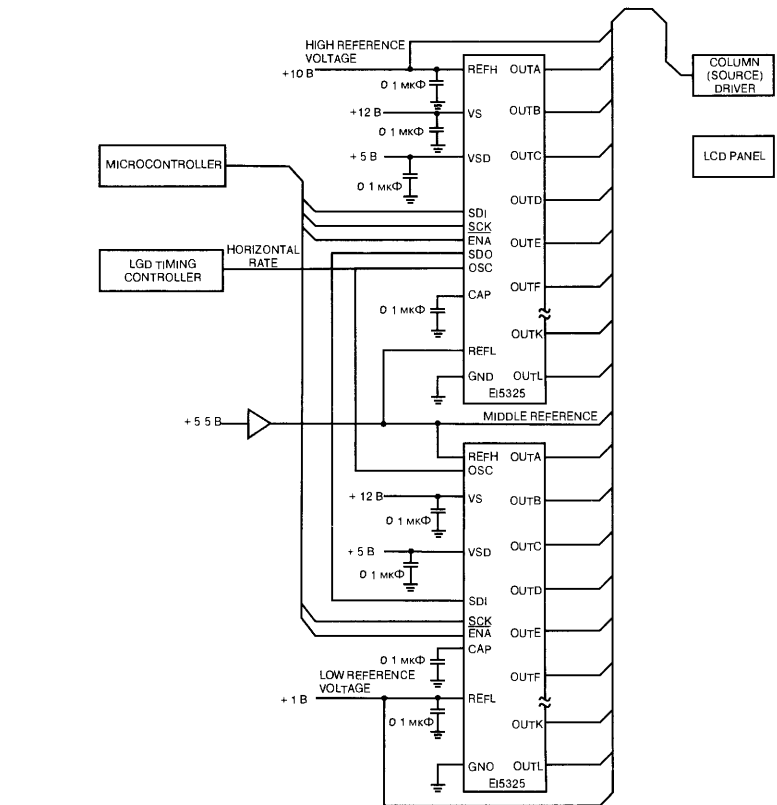 HIGH REFERENCE
VOLTAGE
+10 В
REFH
OUTA
0 1 мкФ
+12 В
VS
OUTB
0 1 мкФ
+ 5 В
VSD
OUTC
0 1 мкФ
COLUMN
(SOURCE)
DRIVER
LCD PANEL
MICROCONTROLLER
OUTD
SDI
SCK
ENA
OUTE
SDO
OSC
LGD TIMING
CONTROLLER
HORIZONTAL
RATE
OUTF
CAP
0 1 мкФ
OUTK
REFL
GND
OUTL
EI5325
+ 5 5 В
MIDDLE REFERENCE
REFH
OUTA
OSC
+ 12 В
VS
OUTB
0 1 мкФ
+ 5 В
VSD
OUTC
0 1 мкФ
OUTD
SDI
SCK
OUTE
ENA
CAP
0 1 мкФ
OUTF
LOW REFERENCE
VOLTAGE
+ 1 В
REFL
0 1 мкФ
OUTK
GNO
OUTL
EI5325